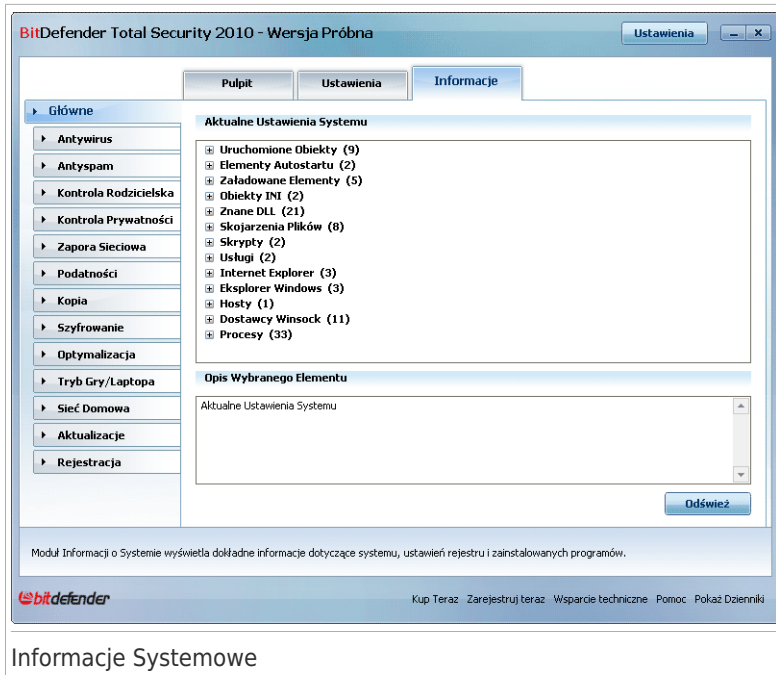 BitDefender Total Security 2010 - Wersja Próbna
Ustawienia
Pulpit
Ustawienia
Informacje
Główne
Antywirus
Antyspam
Kontrola Rodzicielska
Kontrola Prywatności
Zapora Sieciowa
Podatności
Kopia
Szyfrowanie
Optymalizacja
Tryb Gry/Laptopa
Sieć Domowa
Aktualizacje
Rejestracja
Aktualne Ustawienia Systemu
Uruchomione Obiekty (9)
Elementy Autostartu (2)
Załadowane Elementy (5)
Obiekty INI (2)
Znane DLL (21)
Skojarzenia Plików (8)
Skrypty (2)
Usługi (2)
Internet Explorer (3)
Eksplorer Windows (3)
Hosty (1)
Dostawcy Winsock (11)
Procesy (33)
Opis Wybranego Elementu
Aktualne Ustawienia Systemu
Odśwież
Moduł Informacji o Systemie wyświetla dokładne informacje dotyczące systemu, ustawień rejestru i zainstalowanych programów.
bitdefender
Kup Teraz Zarejestruj teraz Wsparcie techniczne Pomoc Pokaż Dzienniki
Informacje Systemowe